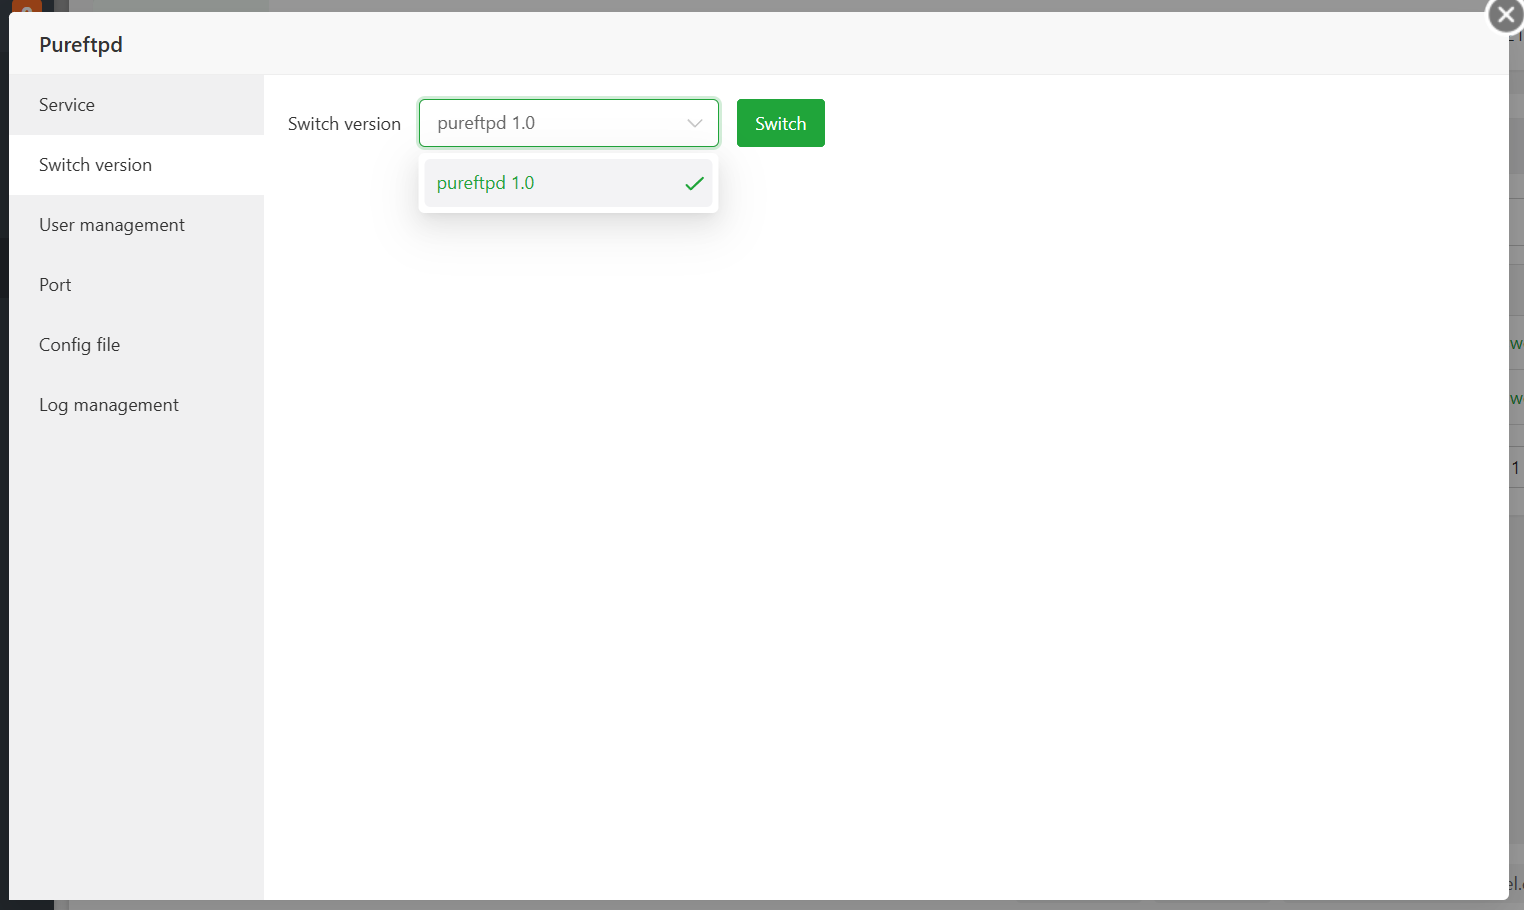 Pureftpd
Service
Switch version
User management
Port
Config file
Log management
Switch version
pureftpd 1.0
Switch
pureftpd 1.0
1